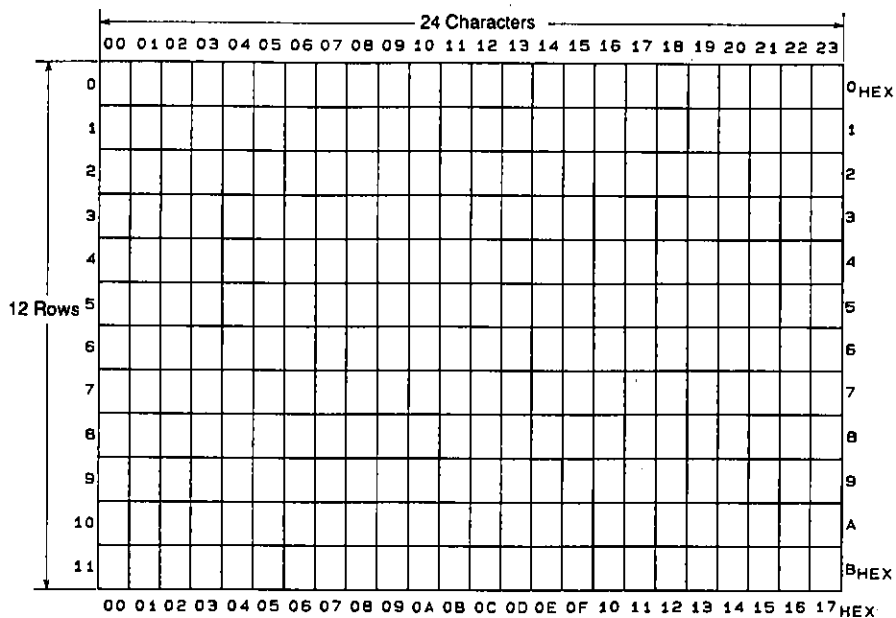 24 Characters
00 01 02 03 04 05 06 07 08 09 10 11 12 13 14 15 16 17 18 19 20 21 22 23
0 0HEX
1 1
2 2
3 3
4 4
12 Rows 5 5
6 6
7 7
8 8
9 9
10 A
11 BHEX
00 01 02 03 04 05 06 07 08 09 0A 0B 0C 0D 0E 0F 10 11 12 13 14 15 16 17 HEX